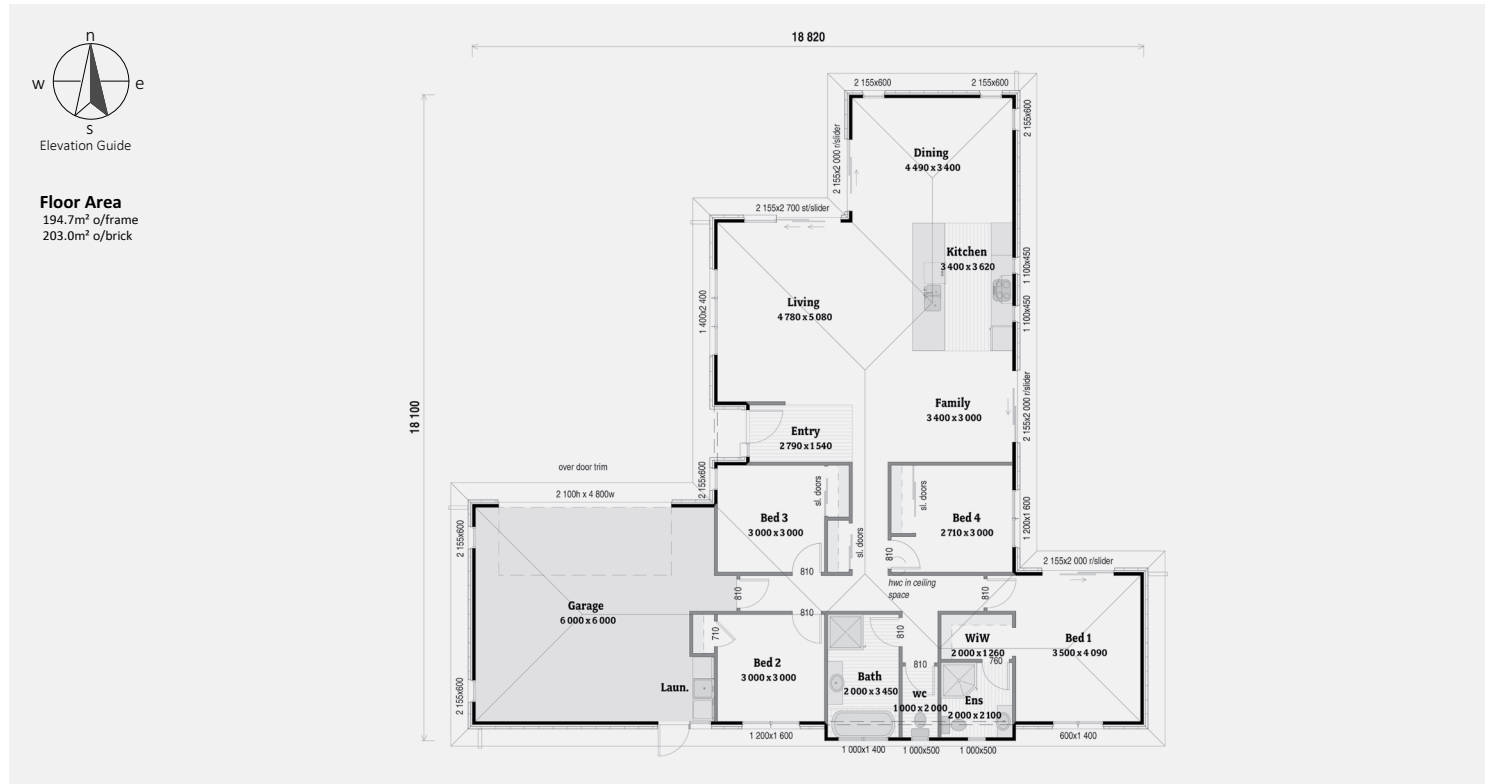 n
w
e
s
Elevation Guide
Floor Area
194.7m² o/frame
203.0m² o/brick
18 820
18 100
2 155x600
2 155x600
2 155x600
2 155x2 000 r/slider
Dining
4 490 x 3 400
2 155x2 700 st/slider
Kitchen
3 400 x 3 620
1 100x450
1 100x450
Living
4 780 x 5 080
1 400x2 400
Family
3 400 x 3 000
2 155x2 000 r/slider
Entry
2 790 x 1 540
over door trim
2 100h x 4 800w
2 155x600
2 155x600
Bed 3
3 000 x 3 000
sl. doors
sl. doors
sl. doors
Bed 4
2 710 x 3 000
1 200x1 600
810
810
810
hwc in ceiling
space
810
2 155x2 000 r/slider
Garage
6 000 x 6 000
810
710
Bed 2
3 000 x 3 000
810
Bath
2 000 x 3 450
810
wc
1 000 x 2 000
WiW
2 000 x 1 260
760
Bed 1
3 500 x 4 090
Ens
2 000 x 2 100
Laun.
2 155x600
1 200x1 600
1 000x1 400
1 000x500
1 000x500
600x1 400